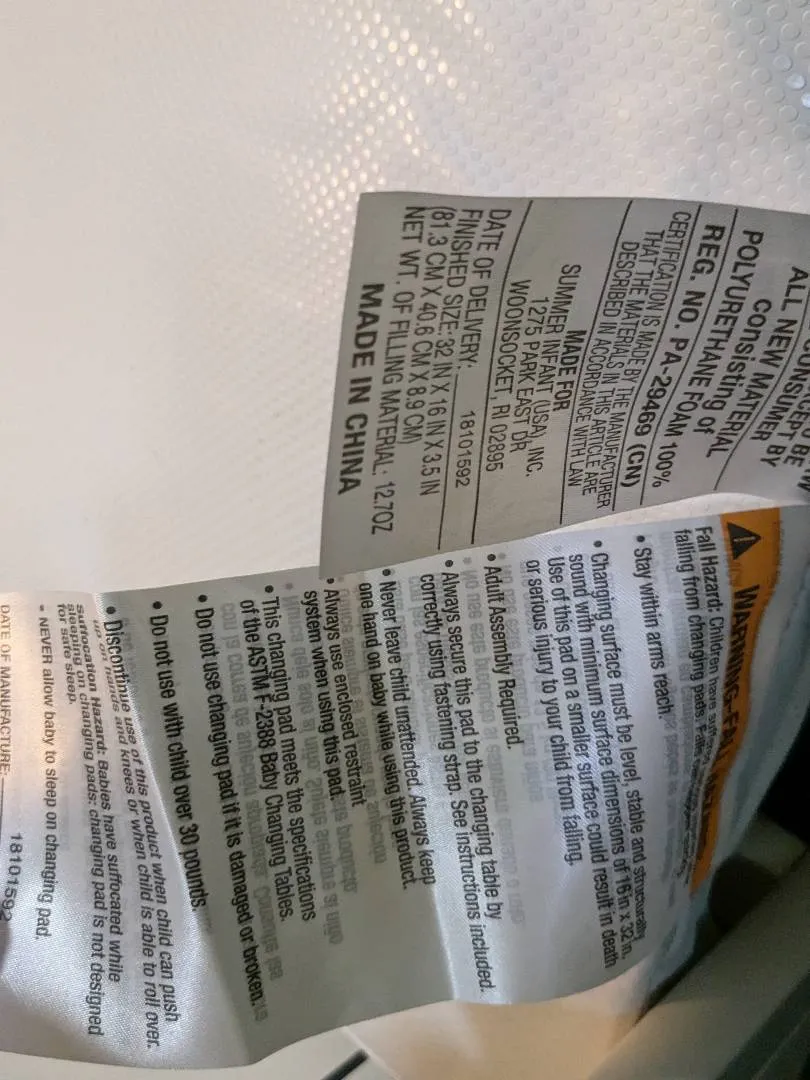 ALL NEW MATERIAL
Consisting of
POLYURETHANE FOAM 100%
REG. NO. PA-29469 (CN)
CERTIFICATION IS MADE BY THE MANUFACTURER
THAT THE MATERIALS IN THIS ARTICLE ARE
DESCRIBED IN ACCORDANCE WITH LAW
MADE FOR
SUMMER INFANT (USA), INC.
1275 PARK EAST DR
WOONSOCKET, RI 02895
DATE OF DELIVERY: 18101592
FINISHED SIZE: 32 IN X 16 IN X 3.5 IN
(81.3 CM X 40.6 CM X 8.9 CM)
NET WT. OF FILLING MATERIAL: 12.7OZ
MADE IN CHINA
WARNING-FALL
Fall Hazard: Children have suffered
falling from changing pads. Falls
• Stay within arms reach
• Changing surface must be level, stable and structurally
sound with minimum surface dimensions of 16 in x 32 in.
Use of this pad on a smaller surface could result in death
or serious injury to your child from falling.
• Adult Assembly Required.
• Always secure this pad to the changing table by
correctly using fastening strap. See instructions included.
• Never leave child unattended. Always keep
one hand on baby while using this product.
• Always use enclosed restraint
system when using this pad.
• This changing pad meets the specifications
of the ASTM F-2388 Baby Changing Tables.
• Do not use changing pad if it is damaged or broken.
• Do not use with child over 30 pounds.
• Discontinue use of this product when child can push
up on hands and knees or when child is able to roll over.
Suffocation Hazard: Babies have suffocated while
sleeping on changing pads: changing pad is not designed
for safe sleep.
• NEVER allow baby to sleep on changing pad.
DATE OF MANUFACTURE: 18101592